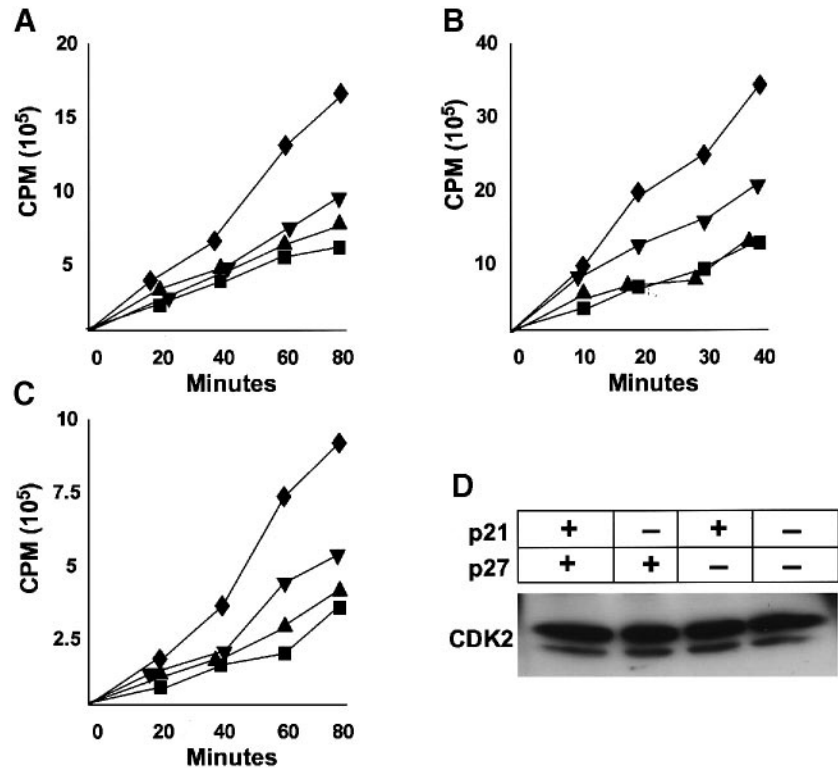 A
CPM (10⁵)
20
15
10
5
0 20 40 60 80
Minutes
B
CPM (10⁵)
40
30
20
10
0 10 20 30 40
Minutes
C
CPM (10⁵)
10
7.5
5
2.5
0 20 40 60 80
Minutes
D
p21 + − + −
p27 + + − −
CDK2